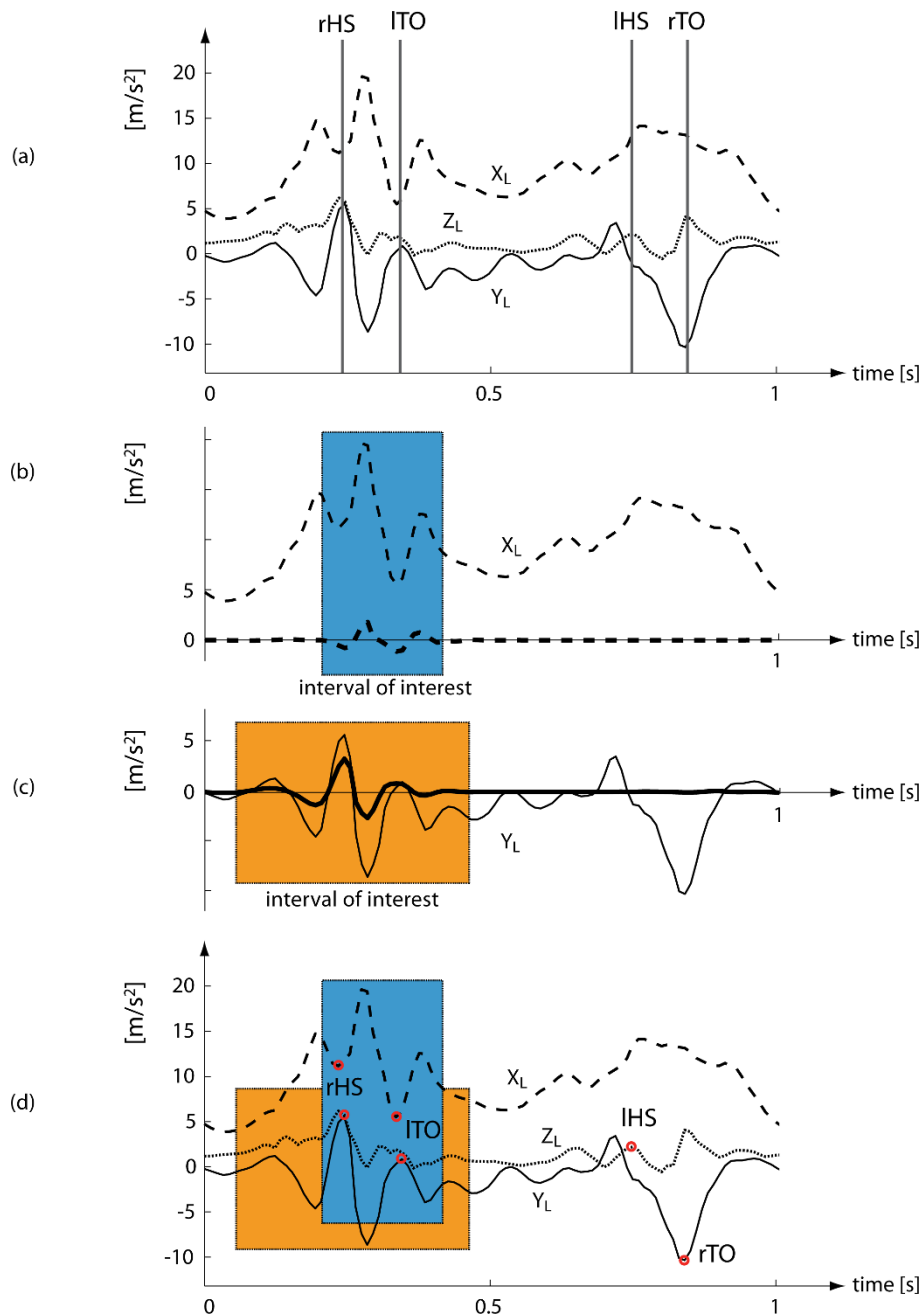 rHS lTO lHS rTO
[m/s²]
20
15
(a)
10
X_L
5
Z_L
0
-5
Y_L
-10
time [s]
0 0.5 1
(b)
[m/s²]
X_L
5
0
time [s]
1
interval of interest
(c)
[m/s²]
5
0
time [s]
1
Y_L
interval of interest
[m/s²]
20
15
X_L
10
(d)
rHS
5
lTO
lHS
Z_L
0
Y_L
-5
-10
rTO
time [s]
0 0.5 1